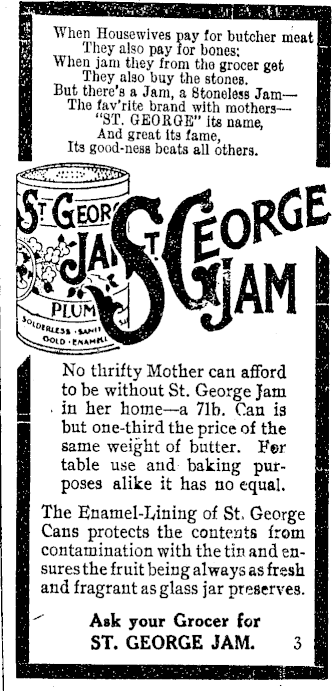 When Housewives pay for butcher meat
They also pay for bones;
When jam they from the grocer get
They also buy the stones.
But there's a Jam, a Stoneless Jam—
The fav'rite brand with mothers—
"ST. GEORGE" its name,
And great its fame,
Its good-ness beats all others.
ST GEOR
JAM
PLUM
SOLDERLESS · SANIT
GOLD · ENAMEL
ST. GEORGE
JAM
No thrifty Mother can afford
to be without St. George Jam
in her home—a 7lb. Can is
but one-third the price of the
same weight of butter. For
table use and baking pur-
poses alike it has no equal.
The Enamel-Lining of St. George
Cans protects the contents from
contamination with the tin and en-
sures the fruit being always as fresh
and fragrant as glass jar preserves.
Ask your Grocer for
ST. GEORGE JAM. 3